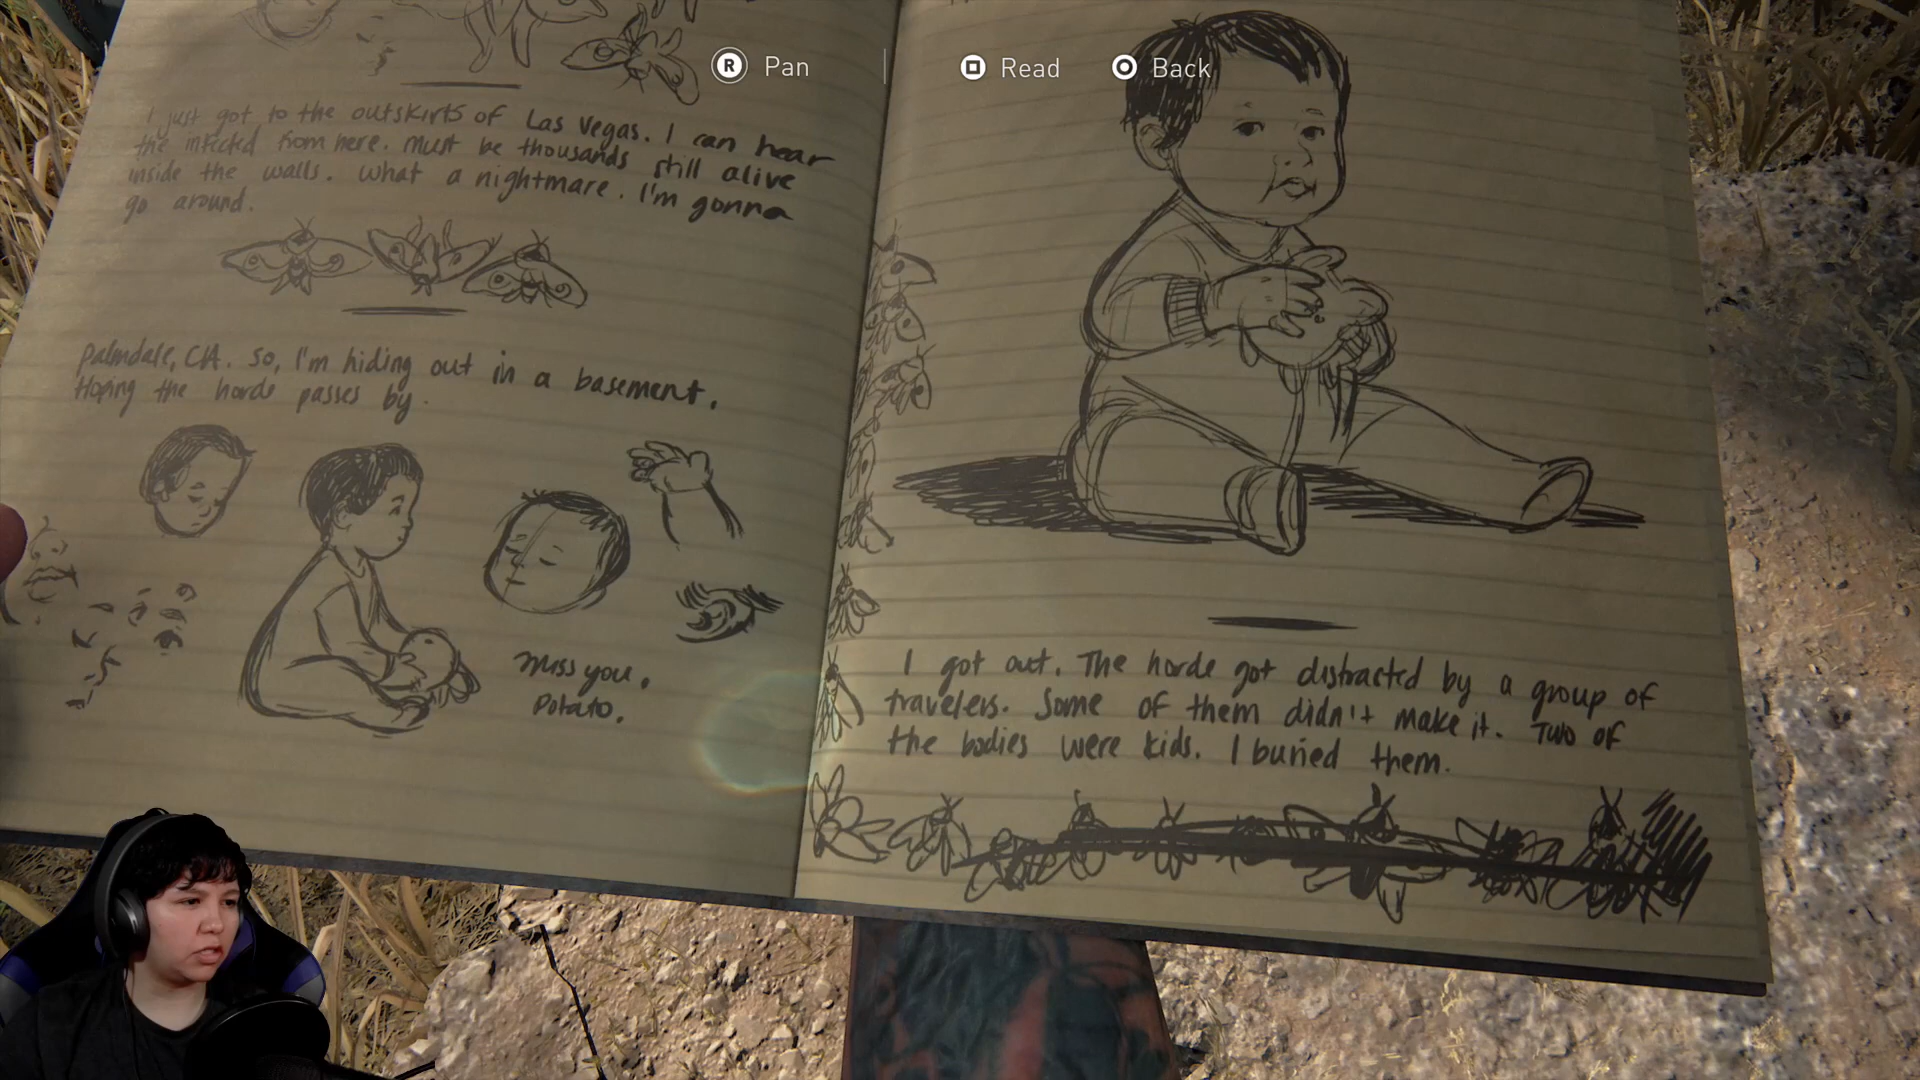 R Pan
Read
Back
I just got to the outskirts of Las Vegas. I can hear
the infected from here. Must be thousands still alive
inside the walls. What a nightmare. I'm gonna
go around.
Palmdale, CA. So, I'm hiding out in a basement.
Hoping the horde passes by.
Miss you,
Potato.
I got out. The horde got distracted by a group of
travelers. Some of them didn't make it. Two of
the bodies were kids. I buried them.